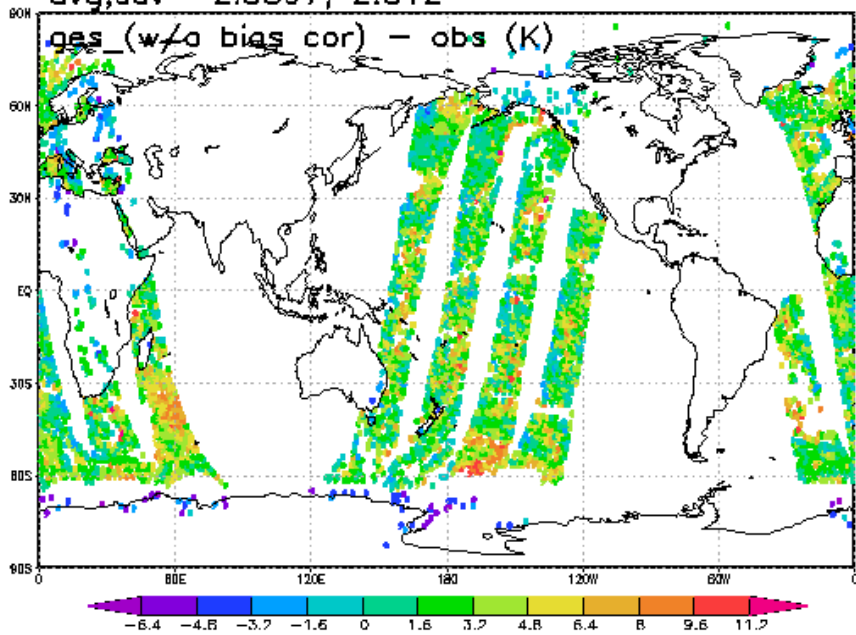 ges_(w/o bias cor) - obs (K)
90N
60N
30N
EQ
30S
60S
90S
0 60E 120E 180 120W 60W 0
-6.4 -4.8 -3.2 -1.6 0 1.6 3.2 4.8 6.4 8 9.6 11.2